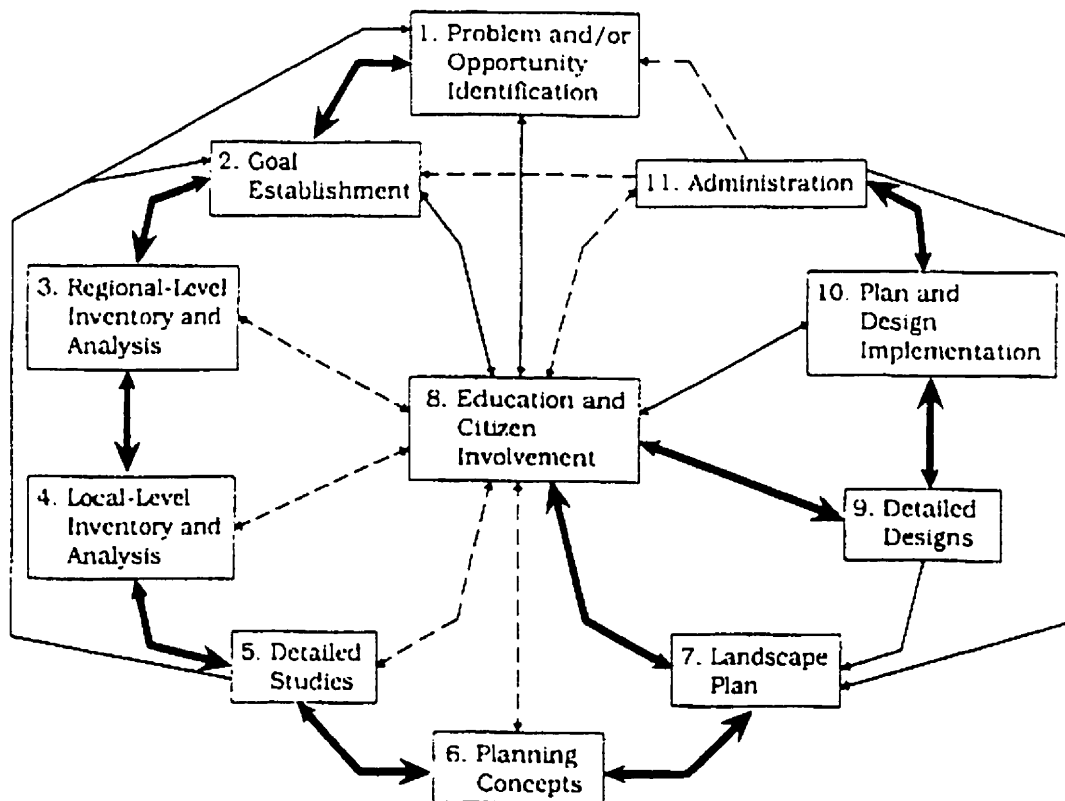 1. Problem and/or
Opportunity
Identification
2. Goal
Establishment
11. Administration
3. Regional-Level
Inventory and
Analysis
10. Plan and
Design
Implementation
8. Education and
Citizen
Involvement
4. Local-Level
Inventory and
Analysis
9. Detailed
Designs
5. Detailed
Studies
7. Landscape
Plan
6. Planning
Concepts